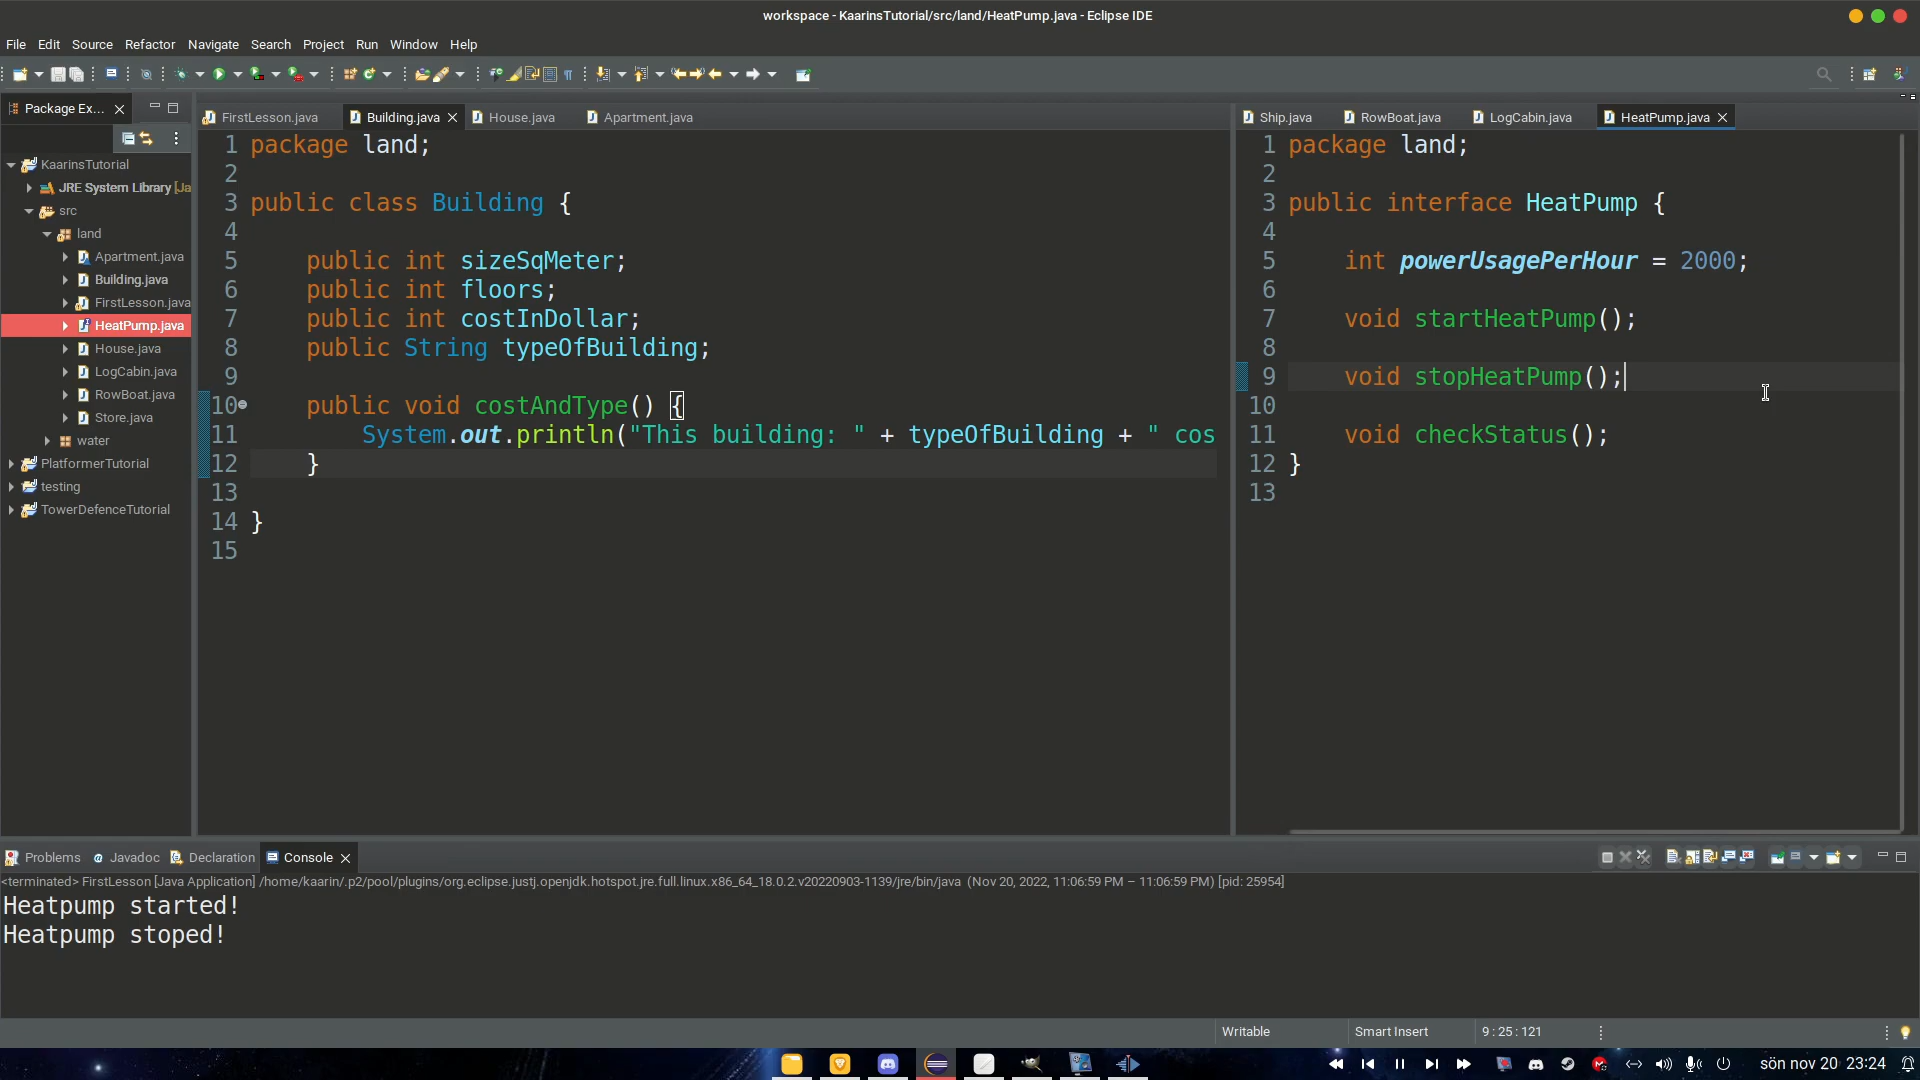 workspace - KaarinsTutorial/src/land/HeatPump.java - Eclipse IDE
File Edit Source Refactor Navigate Search Project Run Window Help
Package Ex...
KaarinsTutorial
JRE System Library [Ja
src
land
Apartment.java
Building.java
FirstLesson.java
HeatPump.java
House.java
LogCabin.java
RowBoat.java
Store.java
water
PlatformerTutorial
testing
TowerDefenceTutorial
FirstLesson.java Building.java House.java Apartment.java
1 package land;
2
3 public class Building {
4
5 public int sizeSqMeter;
6 public int floors;
7 public int costInDollar;
8 public String typeOfBuilding;
9
10 public void costAndType() {
11 System.out.println("This building: " + typeOfBuilding + " cos
12 }
13
14 }
15
Ship.java RowBoat.java LogCabin.java HeatPump.java
1 package land;
2
3 public interface HeatPump {
4
5 int powerUsagePerHour = 2000;
6
7 void startHeatPump();
8
9 void stopHeatPump();
10
11 void checkStatus();
12 }
13
Problems Javadoc Declaration Console
<terminated> FirstLesson [Java Application] /home/kaarin/.p2/pool/plugins/org.eclipse.justj.openjdk.hotspot.jre.full.linux.x86_64_18.0.2.v20220903-1139/jre/bin/java (Nov 20, 2022, 11:06:59 PM – 11:06:59 PM) [pid: 25954]
Heatpump started!
Heatpump stoped!
Writable Smart Insert 9 : 25 : 121
sön nov 20 23:24